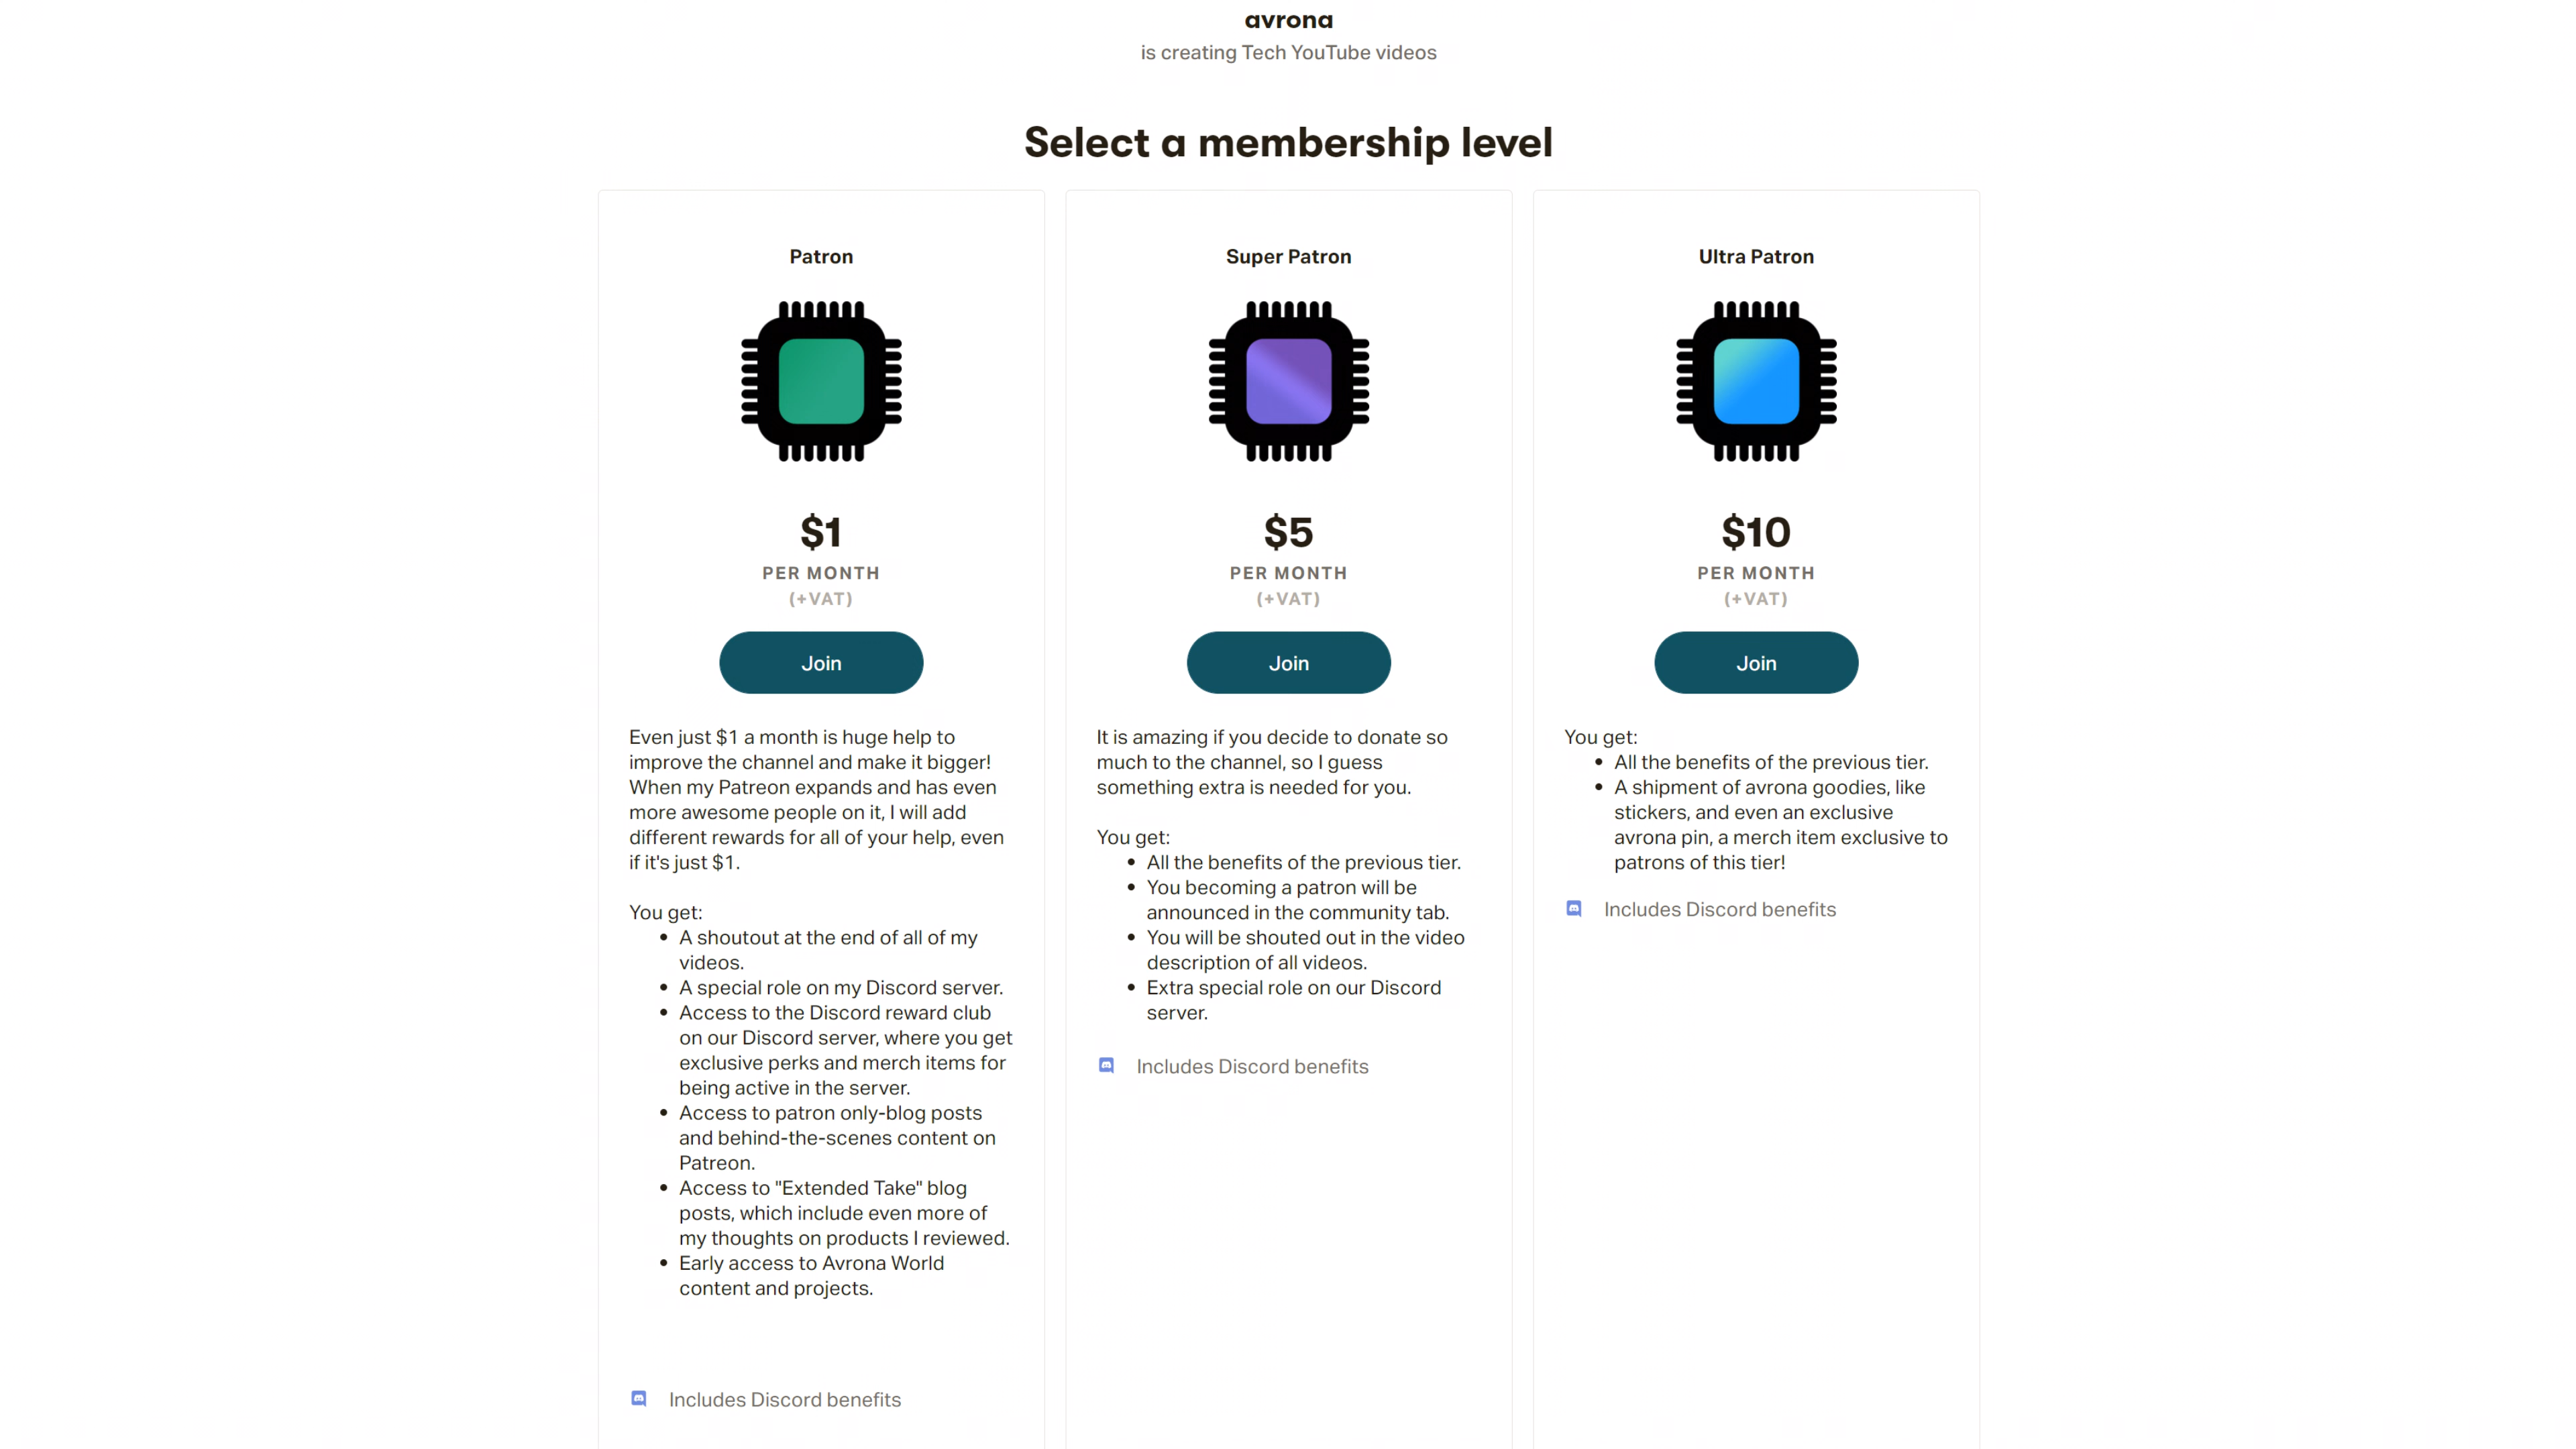 avrona
is creating Tech YouTube videos
Select a membership level
Patron
$1
PER MONTH
(+VAT)
Join
Even just $1 a month is huge help to
improve the channel and make it bigger!
When my Patreon expands and has even
more awesome people on it, I will add
different rewards for all of your help, even
if it's just $1.
You get:
• A shoutout at the end of all of my
videos.
• A special role on my Discord server.
• Access to the Discord reward club
on our Discord server, where you get
exclusive perks and merch items for
being active in the server.
• Access to patron only-blog posts
and behind-the-scenes content on
Patreon.
• Access to "Extended Take" blog
posts, which include even more of
my thoughts on products I reviewed.
• Early access to Avrona World
content and projects.
Includes Discord benefits
Super Patron
$5
PER MONTH
(+VAT)
Join
It is amazing if you decide to donate so
much to the channel, so I guess
something extra is needed for you.
You get:
• All the benefits of the previous tier.
• You becoming a patron will be
announced in the community tab.
• You will be shouted out in the video
description of all videos.
• Extra special role on our Discord
server.
Includes Discord benefits
Ultra Patron
$10
PER MONTH
(+VAT)
Join
You get:
• All the benefits of the previous tier.
• A shipment of avrona goodies, like
stickers, and even an exclusive
avrona pin, a merch item exclusive to
patrons of this tier!
Includes Discord benefits